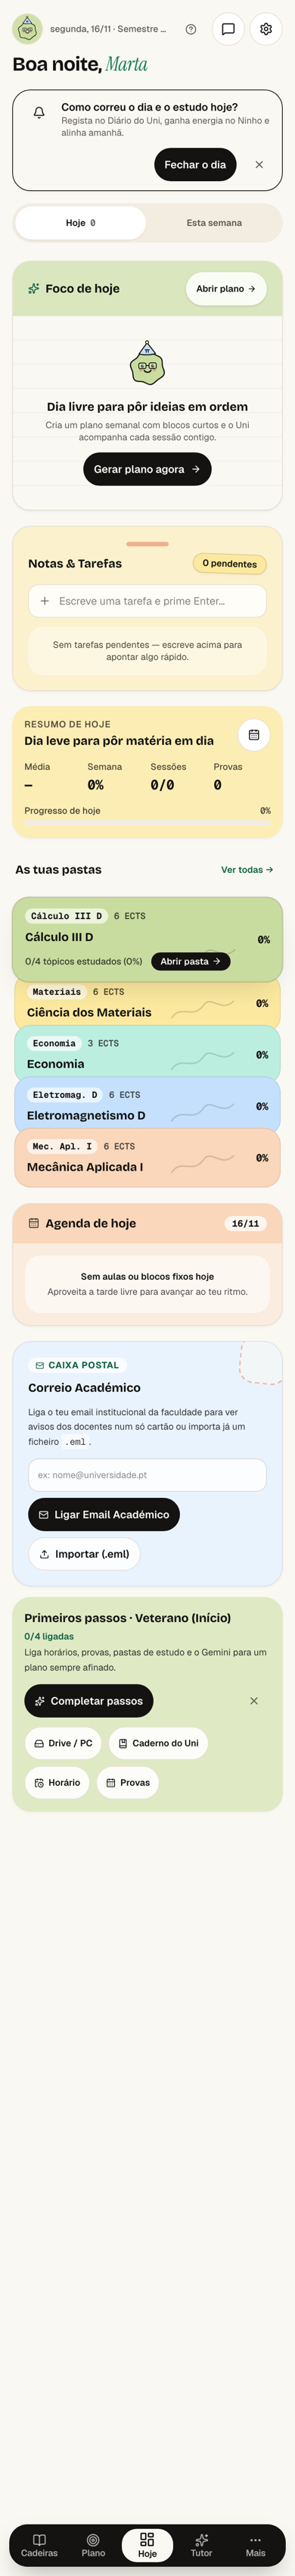 segunda, 16/11 · Semestre ...
Boa noite, Marta
Como correu o dia e o estudo hoje?
Regista no Diário do Uni, ganha energia no Ninho e
alinha amanhã.
Fechar o dia
Hoje 0
Esta semana
Foco de hoje
Abrir plano →
Dia livre para pôr ideias em ordem
Cria um plano semanal com blocos curtos e o Uni
acompanha cada sessão contigo.
Gerar plano agora →
Notas & Tarefas
0 pendentes
Escreve uma tarefa e prime Enter...
Sem tarefas pendentes — escreve acima para
apontar algo rápido.
RESUMO DE HOJE
Dia leve para pôr matéria em dia
Média
Semana
Sessões
Provas
—
0%
0/0
0
Progresso de hoje
0%
As tuas pastas
Ver todas →
Cálculo III D
6 ECTS
Cálculo III D
0%
0/4 tópicos estudados (0%)
Abrir pasta →
Materiais
6 ECTS
Ciência dos Materiais
0%
Economia
3 ECTS
Economia
0%
Eletromag. D
6 ECTS
Eletromagnetismo D
0%
Mec. Apl. I
6 ECTS
Mecânica Aplicada I
0%
Agenda de hoje
16/11
Sem aulas ou blocos fixos hoje
Aproveita a tarde livre para avançar ao teu ritmo.
CAIXA POSTAL
Correio Académico
Liga o teu email institucional da faculdade para ver
avisos dos docentes num só cartão ou importa já um
ficheiro .eml.
ex: nome@universidade.pt
Ligar Email Académico
Importar (.eml)
Primeiros passos · Veterano (Início)
0/4 ligadas
Liga horários, provas, pastas de estudo e o Gemini para um
plano sempre afinado.
Completar passos
Drive / PC
Caderno do Uni
Horário
Provas
Cadeiras
Plano
Hoje
Tutor
Mais